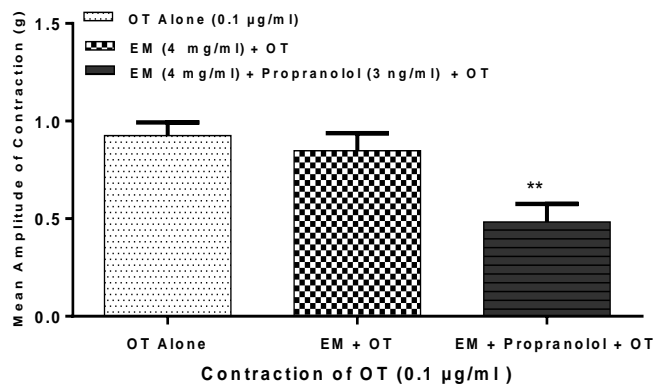 OT Alone (0.1 µg/ml)
EM (4 mg/ml) + OT
EM (4 mg/ml) + Propranolol (3 ng/ml) + OT
Mean Amplitude of Contraction (g)
1.5
1.0
0.5
0.0
**
OT Alone
EM + OT
EM + Propranolol + OT
Contraction of OT (0.1 µg/ml)